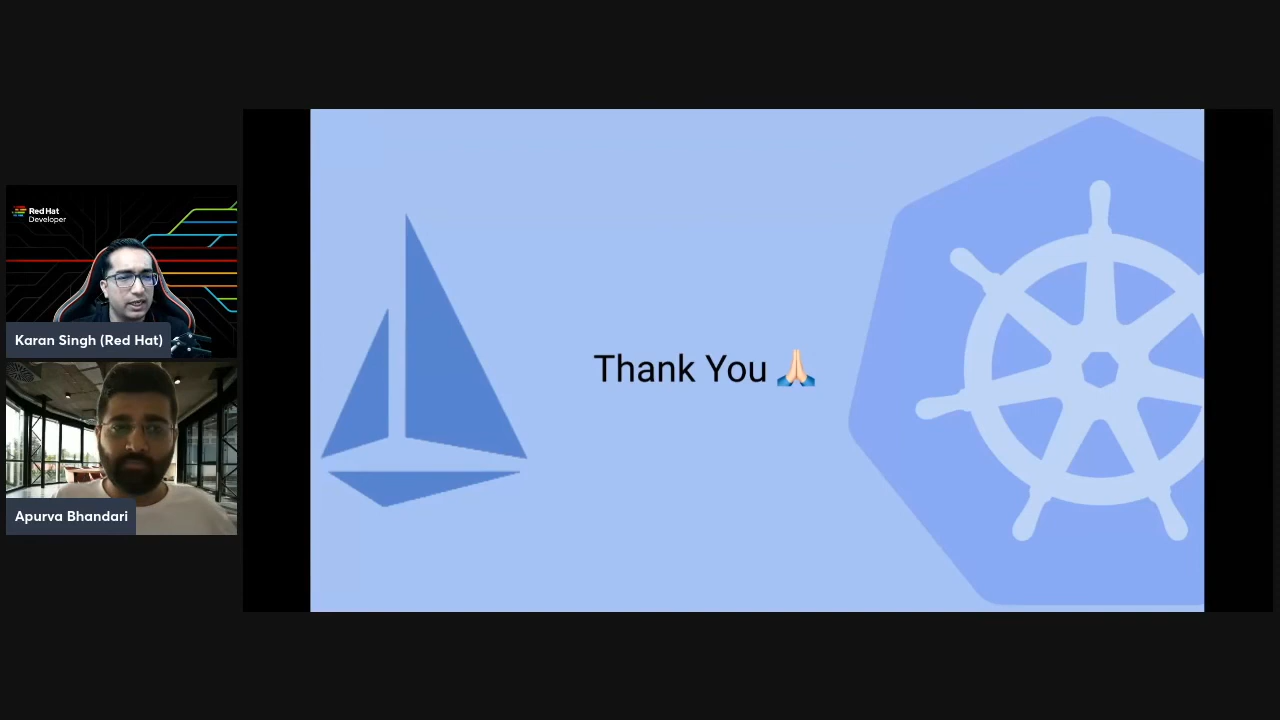 Red Hat
Developer
Karan Singh (Red Hat)
Apurva Bhandari
Thank You 🙏🏻